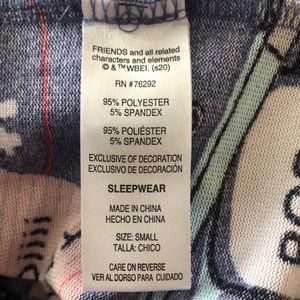 FRIENDS and all related
characters and elements
© & ™ WBEI. (s20)
RN #76292
95% POLYESTER
5% SPANDEX
95% POLIÉSTER
5% SPANDEX
EXCLUSIVE OF DECORATION
EXCLUSIVO DE DECORACIÓN
SLEEPWEAR
MADE IN CHINA
HECHO EN CHINA
SIZE: SMALL
TALLA: CHICO
CARE ON REVERSE
VER AL DORSO PARA CUIDADO